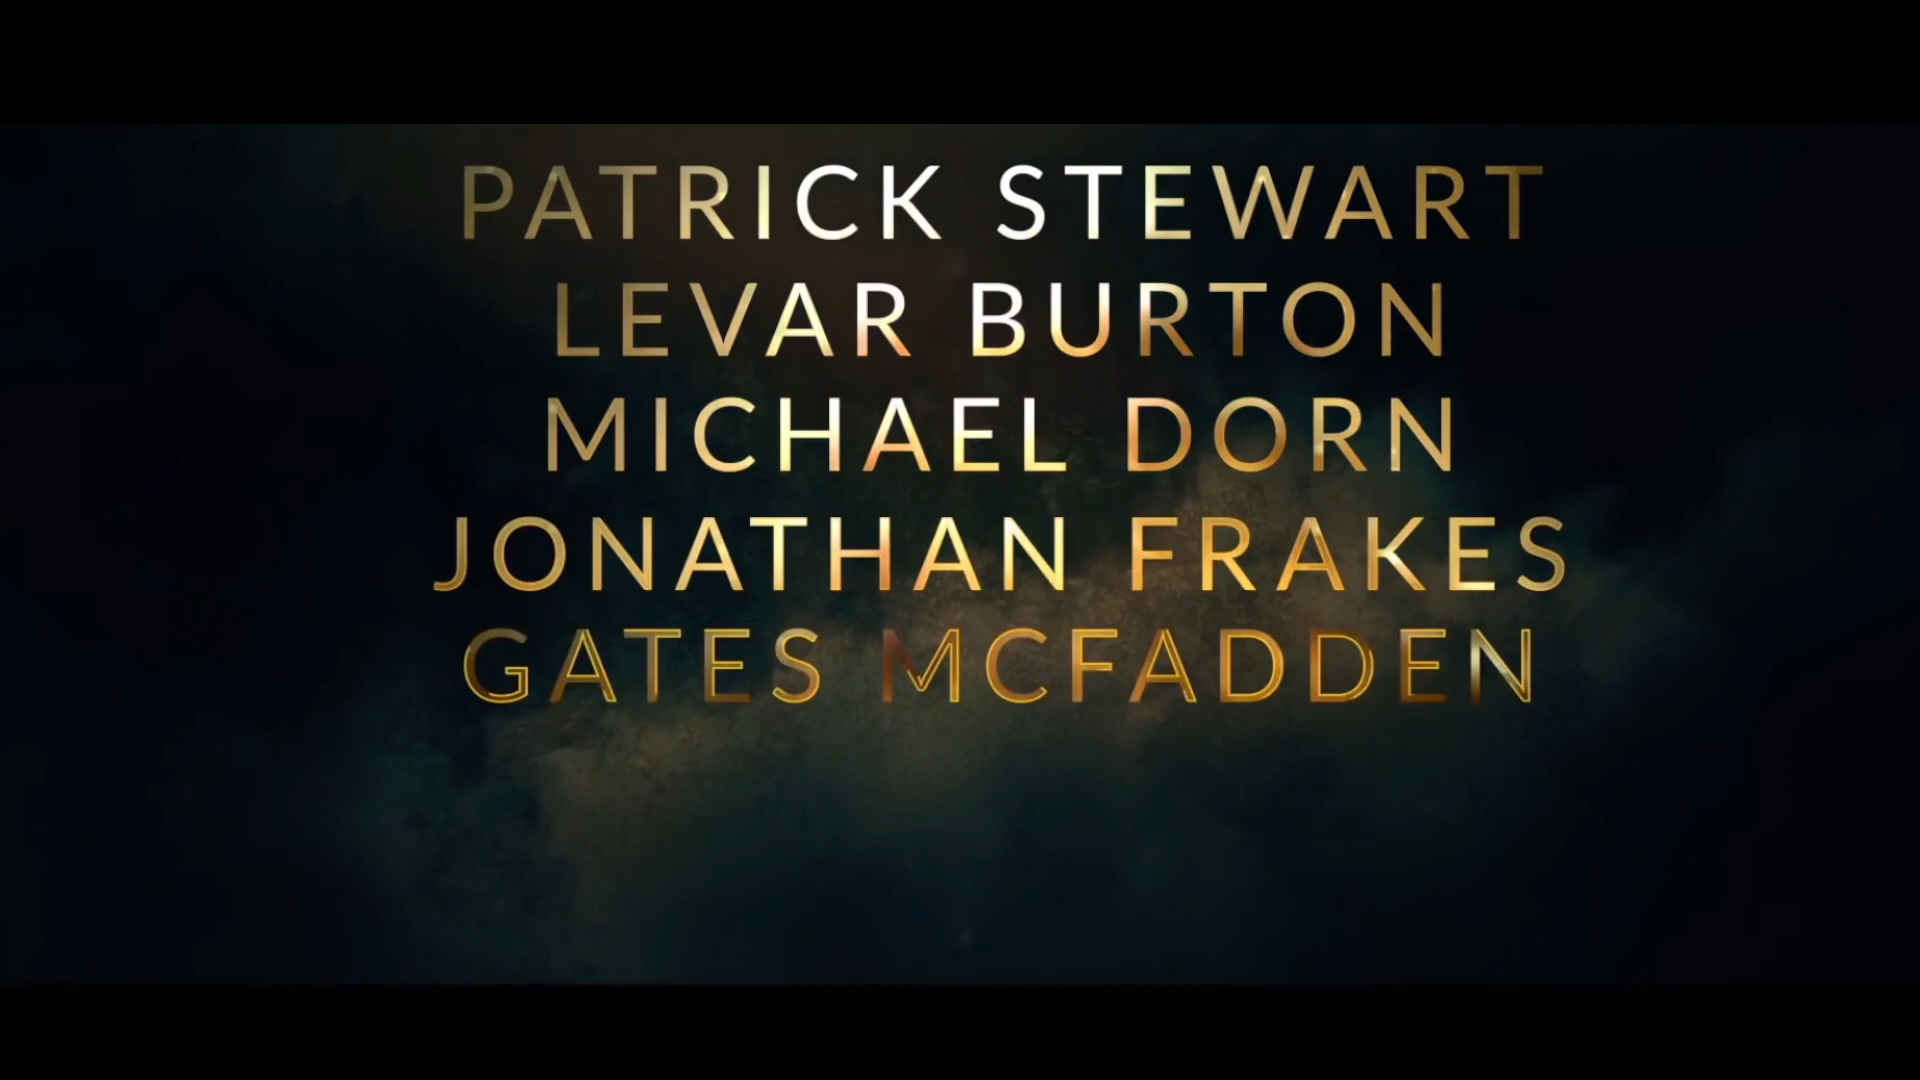 PATRICK STEWART
LEVAR BURTON
MICHAEL DORN
JONATHAN FRAKES
GATES MCFADDEN